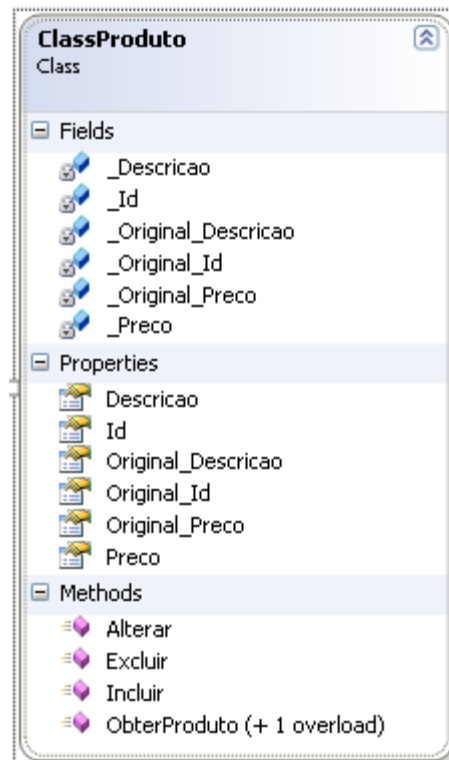 ClassProduto
Class
Fields
_Descricao
_Id
_Original_Descricao
_Original_Id
_Original_Preco
_Preco
Properties
Descricao
Id
Original_Descricao
Original_Id
Original_Preco
Preco
Methods
Alterar
Excluir
Incluir
ObterProduto (+ 1 overload)